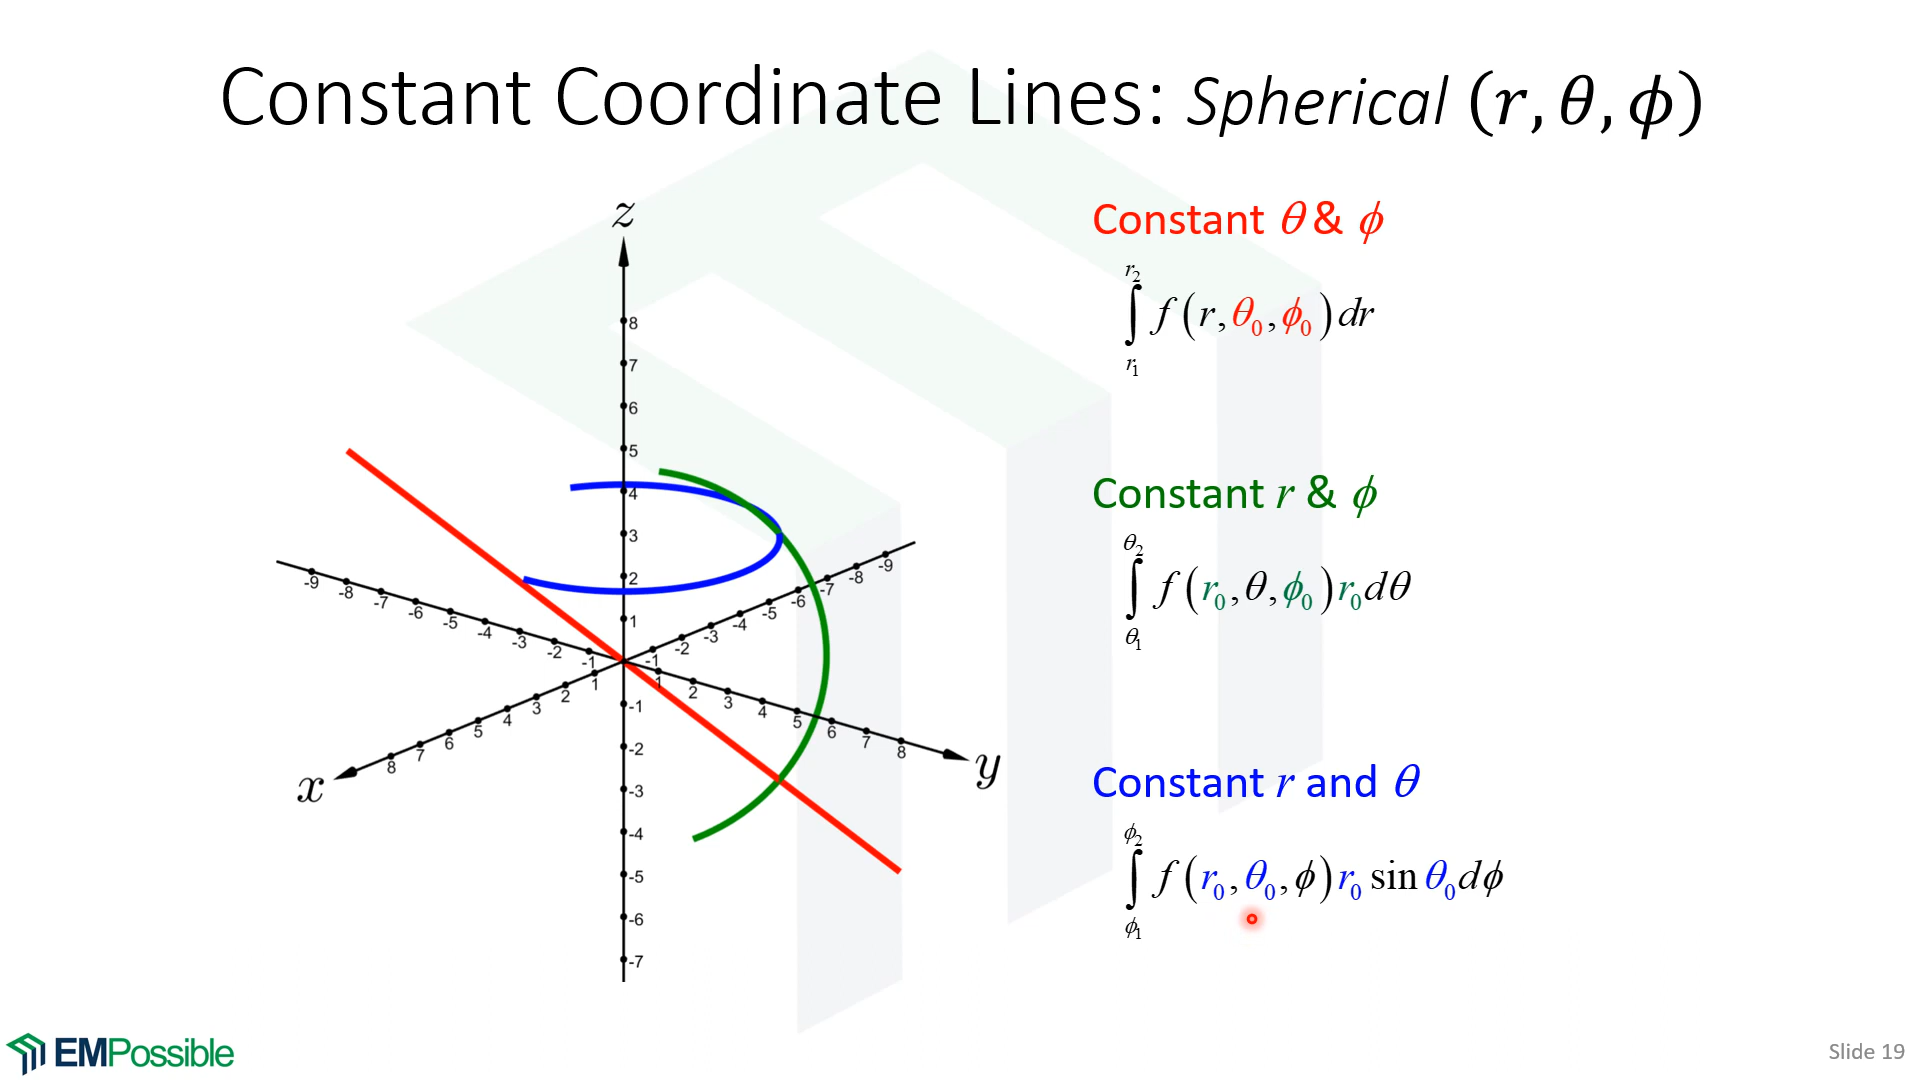 Constant Coordinate Lines: Spherical (r, θ, ϕ)
z
8
7
6
5
4
3
2
1
-1
-2
-3
-4
-5
-6
-7
-9 -8 -7 -6 -5 -4 -3 -2 -1
1 2 3 4 5 6 7 8
y
-9 -8 -7 -6 -5 -4 -3 -2 -1
1 2 3 4 5 6 7 8
x
Constant θ & ϕ
∫_{r₁}^{r₂} f(r, θ₀, ϕ₀) dr
Constant r & ϕ
∫_{θ₁}^{θ₂} f(r₀, θ, ϕ₀) r₀ dθ
Constant r and θ
∫_{ϕ₁}^{ϕ₂} f(r₀, θ₀, ϕ) r₀ sin θ₀ dϕ
EMPossible
Slide 19